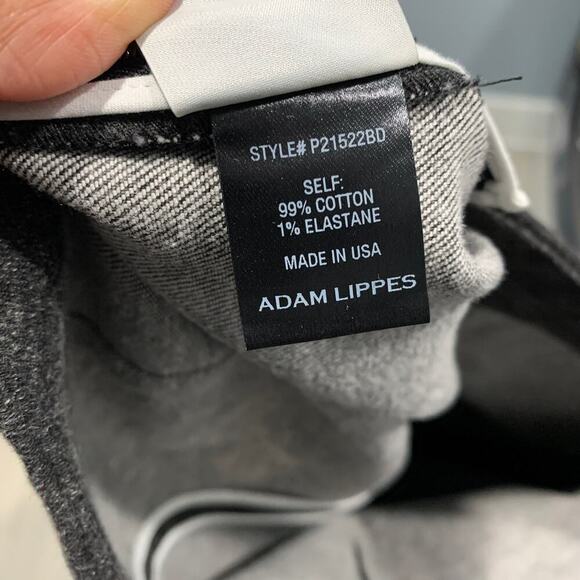 STYLE# P21522BD
SELF:
99% COTTON
1% ELASTANE
MADE IN USA
ADAM LIPPES